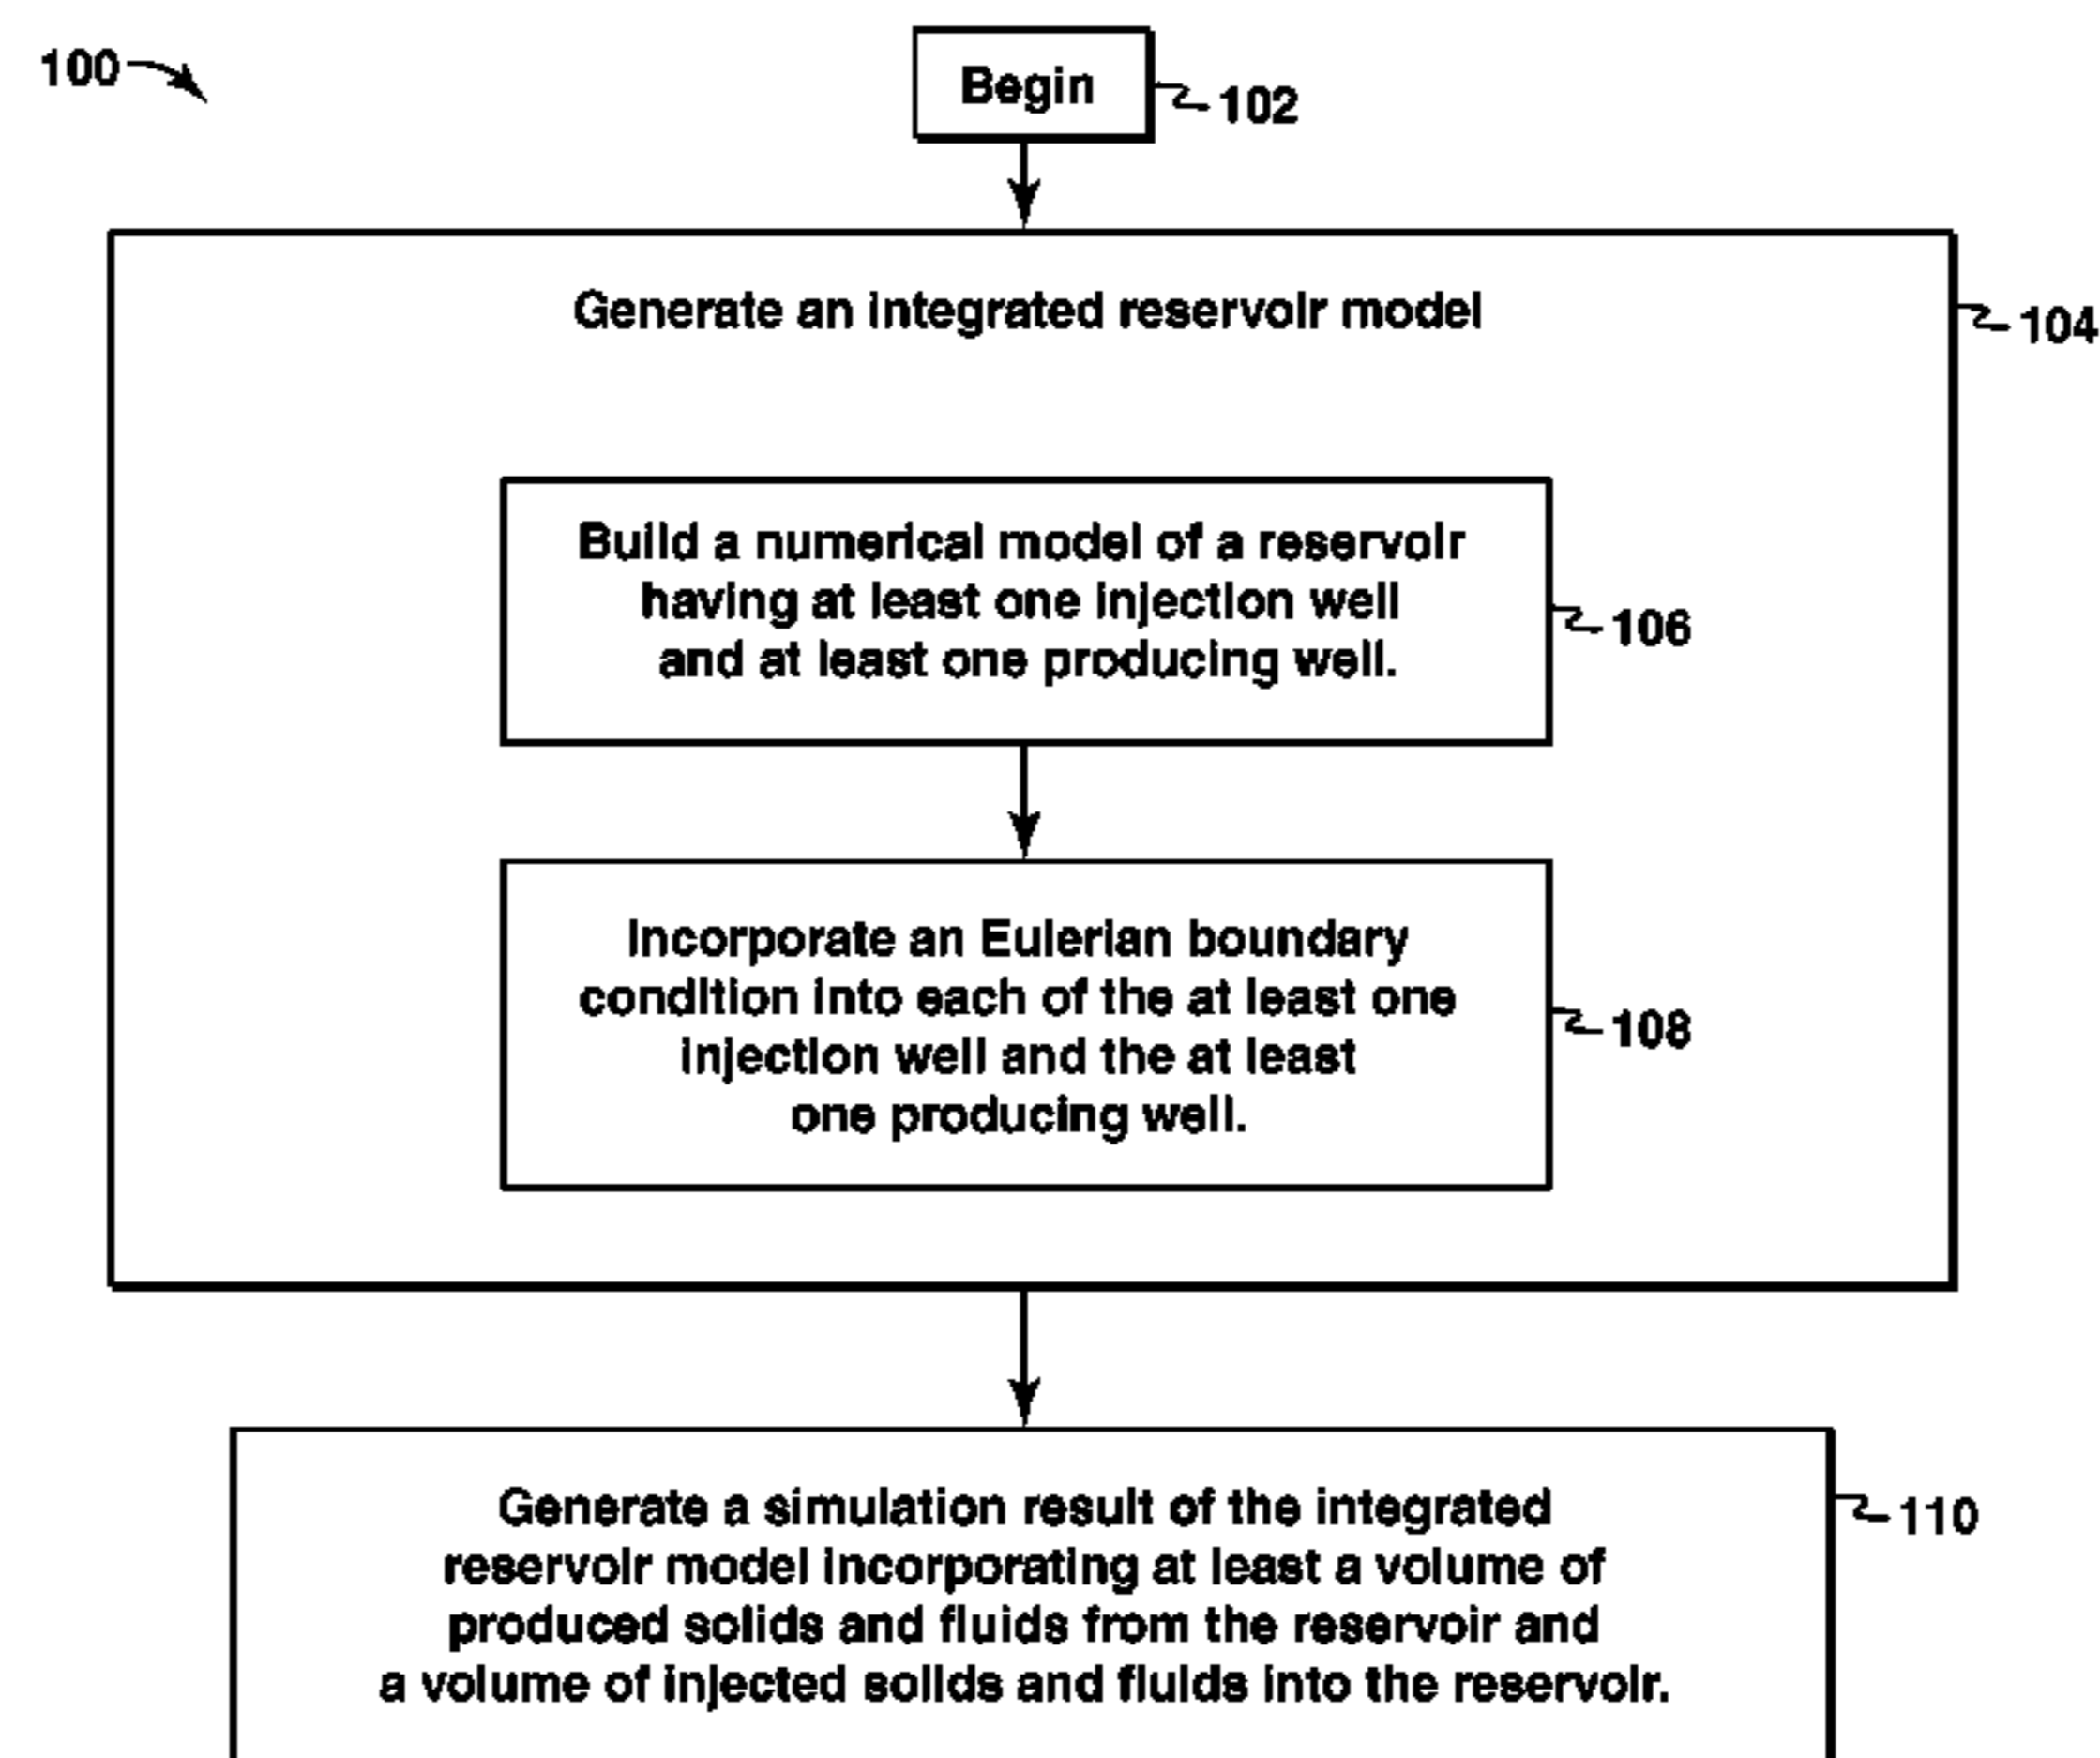 100
Begin
102
Generate an integrated reservoir model
104
Build a numerical model of a reservoir
having at least one injection well
and at least one producing well.
106
Incorporate an Eulerian boundary
condition into each of the at least one
injection well and the at least
one producing well.
108
Generate a simulation result of the integrated
reservoir model incorporating at least a volume of
produced solids and fluids from the reservoir and
a volume of injected solids and fluids into the reservoir.
110